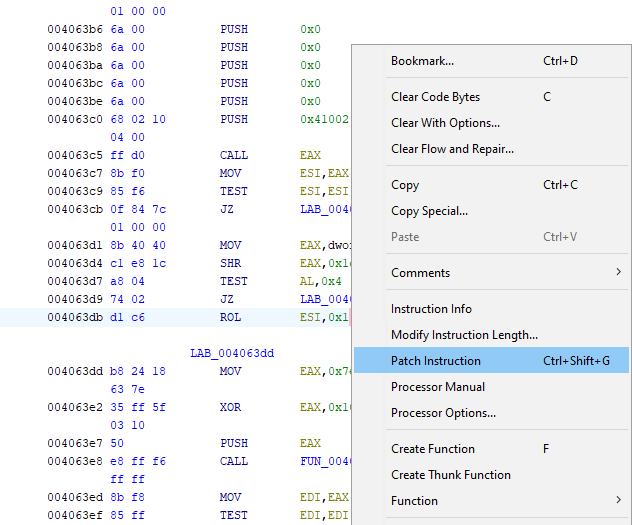 01 00 00
004063b6 6a 00 PUSH 0x0
004063b8 6a 00 PUSH 0x0
004063ba 6a 00 PUSH 0x0
004063bc 6a 00 PUSH 0x0
004063be 6a 00 PUSH 0x0
004063c0 68 02 10 PUSH 0x41002
04 00
004063c5 ff d0 CALL EAX
004063c7 8b f0 MOV ESI,EAX
004063c9 85 f6 TEST ESI,ESI
004063cb 0f 84 7c JZ LAB_004
01 00 00
004063d1 8b 40 40 MOV EAX,dwo
004063d4 c1 e8 1c SHR EAX,0x1
004063d7 a8 04 TEST AL,0x4
004063d9 74 02 JZ LAB_004
004063db d1 c6 ROL ESI,0x1
LAB_004063dd
004063dd b8 24 18 MOV EAX,0x7
63 7e
004063e2 35 ff 5f XOR EAX,0x1
03 10
004063e7 50 PUSH EAX
004063e8 e8 ff f6 CALL FUN_004
ff ff
004063ed 8b f8 MOV EDI,EAX
004063ef 85 ff TEST EDI,EDI
Bookmark... Ctrl+D
Clear Code Bytes C
Clear With Options...
Clear Flow and Repair...
Copy Ctrl+C
Copy Special...
Paste Ctrl+V
Comments
Instruction Info
Modify Instruction Length...
Patch Instruction Ctrl+Shift+G
Processor Manual
Processor Options...
Create Function F
Create Thunk Function
Function